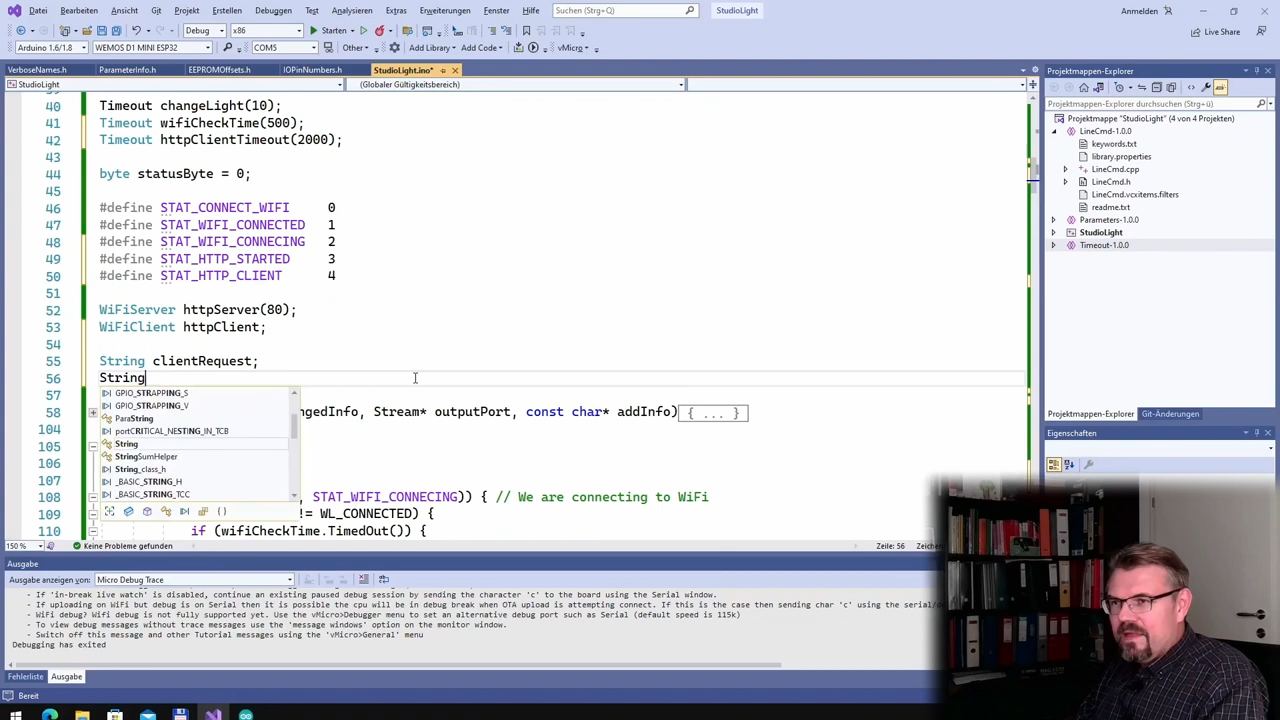 Datei Bearbeiten Ansicht Git Projekt Erstellen Debuggen Test Analysieren Extras Erweiterungen Fenster Hilfe Suchen (Strg+Q) StudioLight Anmelden
Debug x86 Starten Live Share
Arduino 1.6/1.8 WEMOS D1 MINI ESP32 COM5 Other Add Library Add Code vMicro
VerboseNames.h ParameterInfo.h EEPROMOffsets.h IOPinNumbers.h StudioLight.ino*
StudioLight (Globaler Gültigkeitsbereich)
40 Timeout changeLight(10);
41 Timeout wifiCheckTime(500);
42 Timeout httpClientTimeout(2000);
43
44 byte statusByte = 0;
45
46 #define STAT_CONNECT_WIFI 0
47 #define STAT_WIFI_CONNECTED 1
48 #define STAT_WIFI_CONNECING 2
49 #define STAT_HTTP_STARTED 3
50 #define STAT_HTTP_CLIENT 4
51
52 WiFiServer httpServer(80);
53 WiFiClient httpClient;
54
55 String clientRequest;
56 String
57
58 ngedInfo, Stream* outputPort, const char* addInfo) { ... }
104
105
106
107
108 , STAT_WIFI_CONNECING)) { // We are connecting to WiFi
109 != WL_CONNECTED) {
110 if (wifiCheckTime.TimedOut()) {
GPIO_STRAPPING_S
GPIO_STRAPPING_V
ParaString
portCRITICAL_NESTING_IN_TCB
String
StringSumHelper
String_class_h
_BASIC_STRING_H
_BASIC_STRING_TCC
150 % Keine Probleme gefunden Zeile: 56 Zeichen
Ausgabe
Ausgabe anzeigen von: Micro Debug Trace
- If 'in-break live watch' is disabled, continue an existing paused debug session by sending the character 'c' to the board using the Serial window.
- If uploading on WiFi but debug is on Serial then it is possible the cpu will be in debug break when OTA upload is attempting connect. If this is the case then sending char 'c' using the serial/de
- WiFi debug? Wifi debug is not fully supported yet. Use the vMicro>Debugger menu to set an alternative debug port such as Serial (default speed is 115k)
- To view debug messages without trace messages use the 'message windows' option on the monitor window.
- Switch off this message and other Tutorial messages using the 'vMicro>General' menu
Debugging has exited
Fehlerliste Ausgabe
Bereit
Projektmappen-Explorer
Projektmappen-Explorer durchsuchen (Strg+ü)
Projektmappe "StudioLight" (4 von 4 Projekten)
LineCmd-1.0.0
keywords.txt
library.properties
LineCmd.cpp
LineCmd.h
LineCmd.vcxitems.filters
readme.txt
Parameters-1.0.0
StudioLight
Timeout-1.0.0
Projektmappen-Explorer Git-Änderungen
Eigenschaften